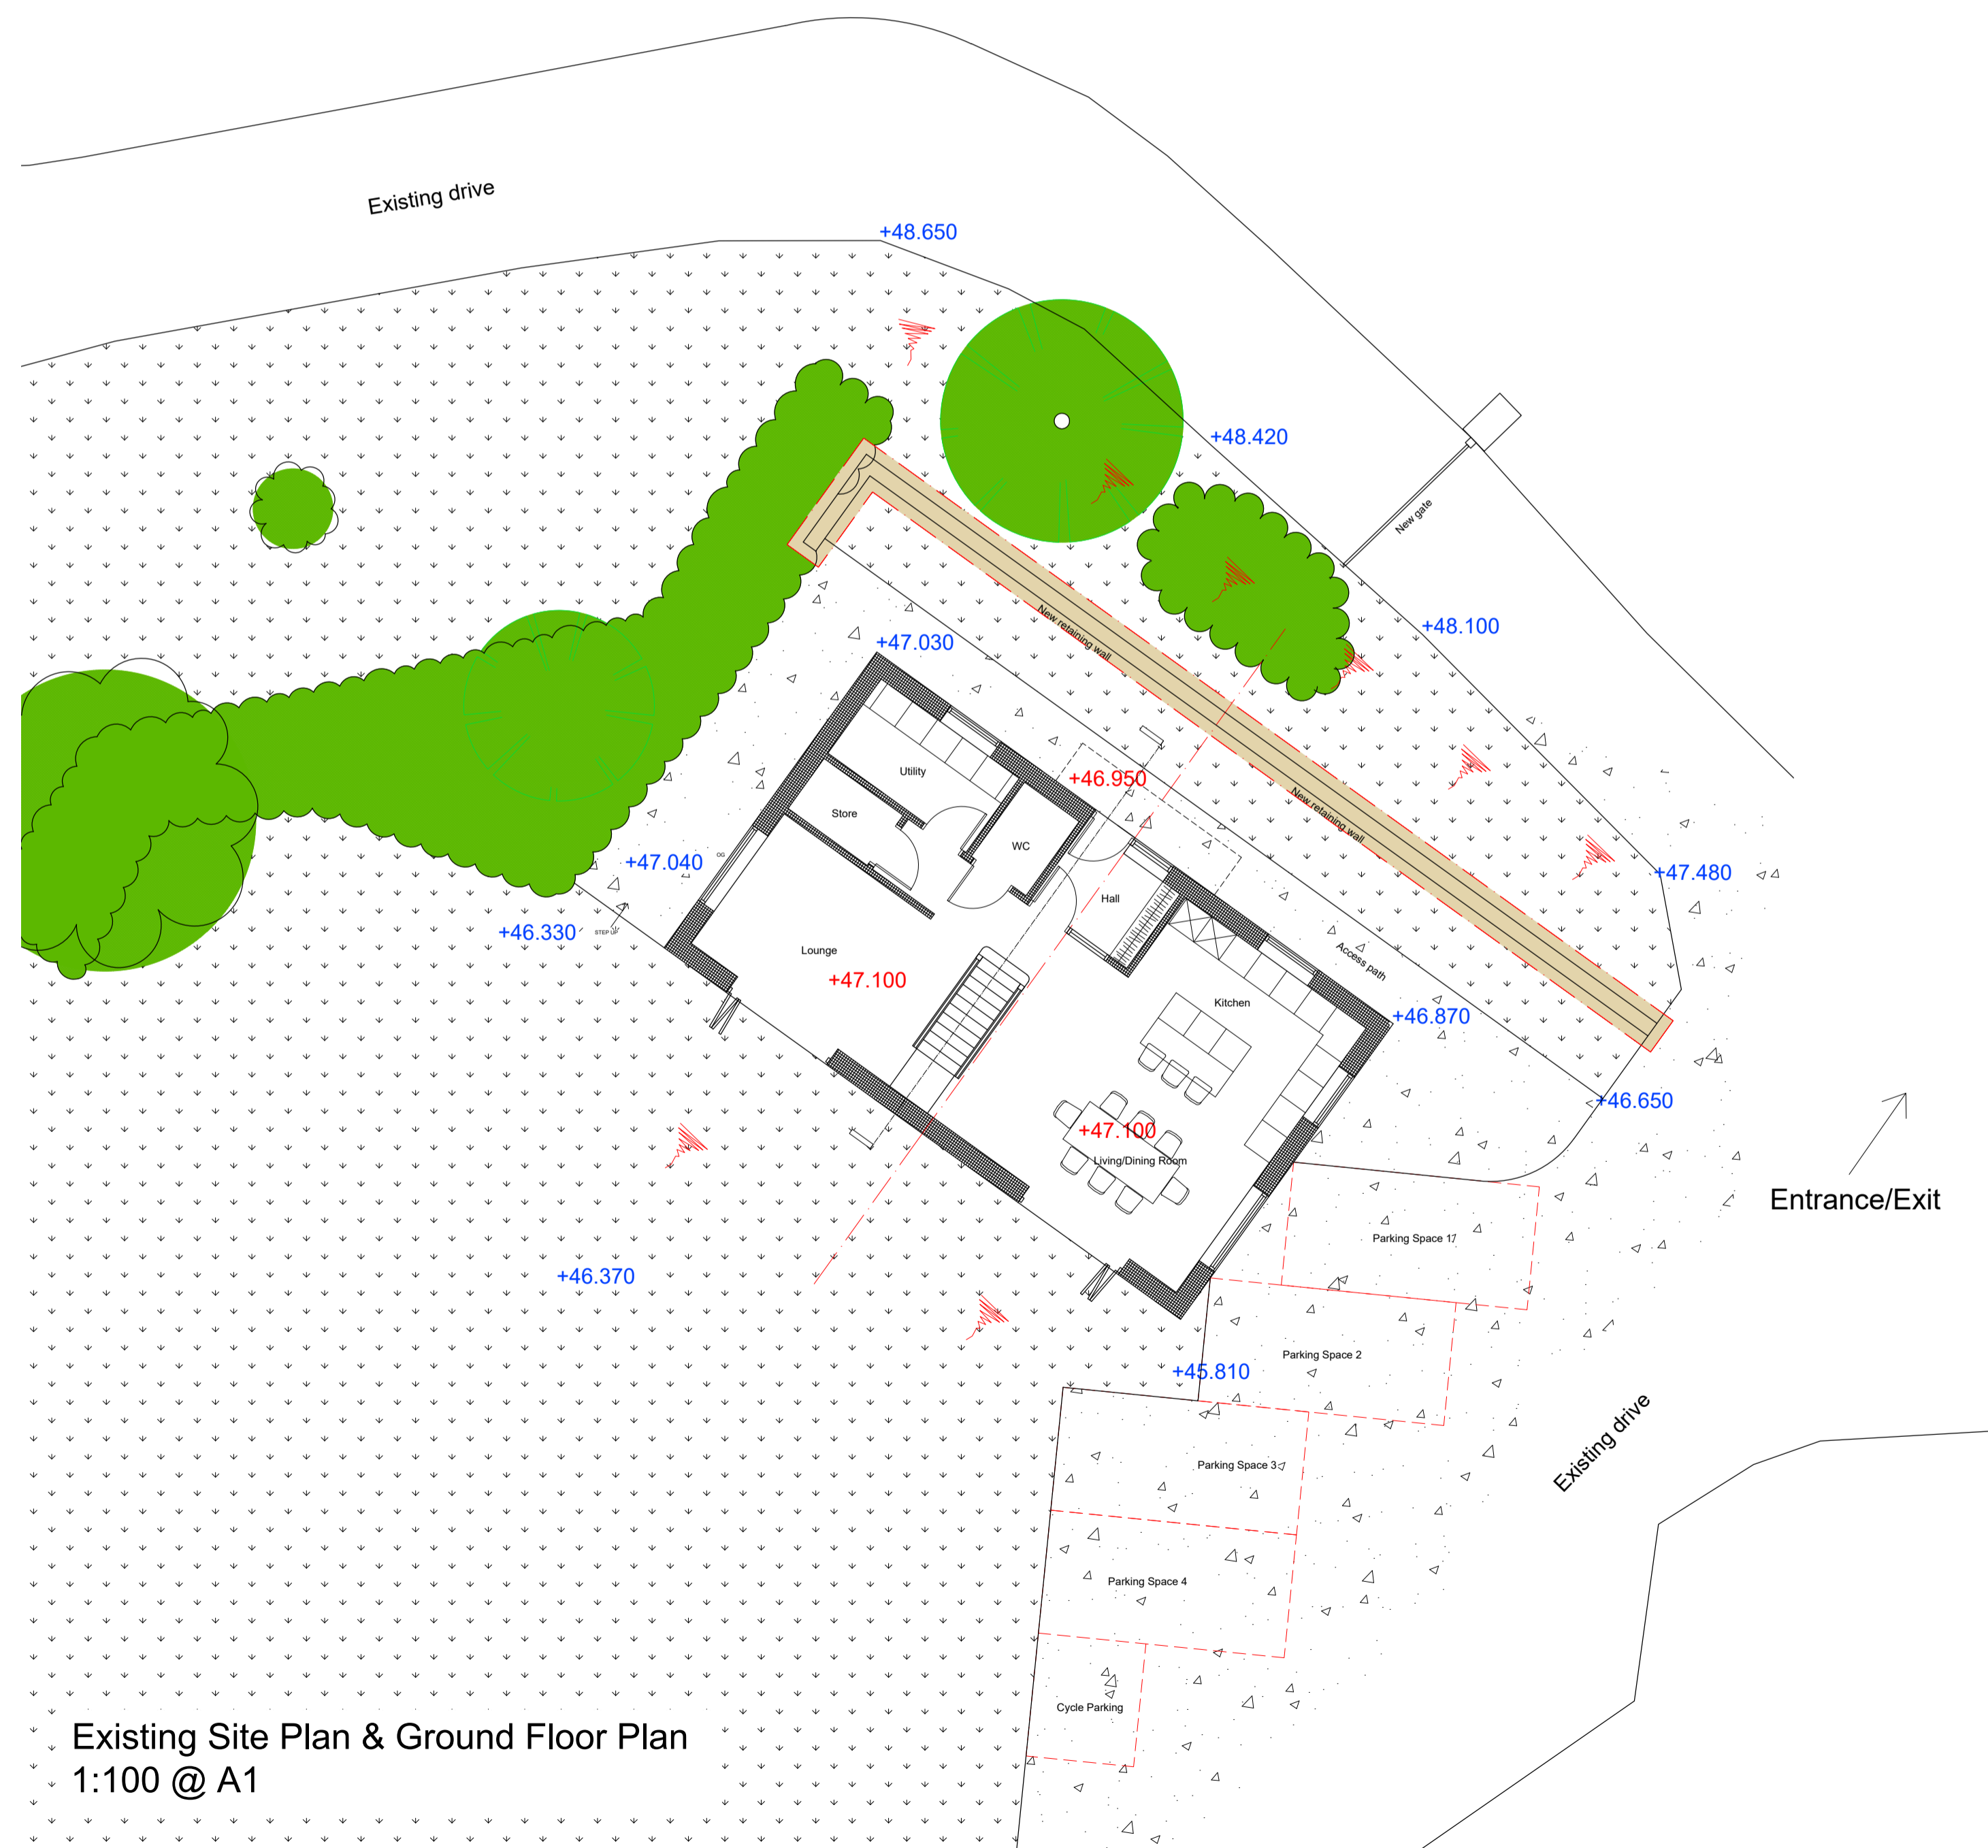 Existing drive
+48.650
+48.420
New gate
+48.100
New retaining wall
+47.030
Utility
+46.950
New retaining wall
Store
WC
+47.040
OG
+47.480
Hall
+46.330
STEP UP
Lounge
+47.100
Access path
Kitchen
+46.870
+46.650
+47.100
Living/Dining Room
Entrance/Exit
Parking Space 1
+46.370
Parking Space 2
+45.810
Existing drive
Parking Space 3
Parking Space 4
Cycle Parking
Existing Site Plan & Ground Floor Plan
1:100 @ A1